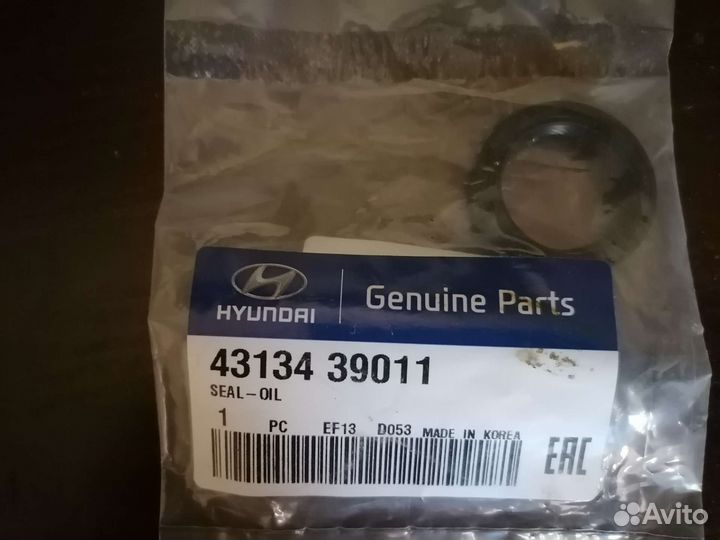 HYUNDAI
Genuine Parts
43134 39011
SEAL-OIL
1 PC EF13 D053 MADE IN KOREA
EAC
Avito